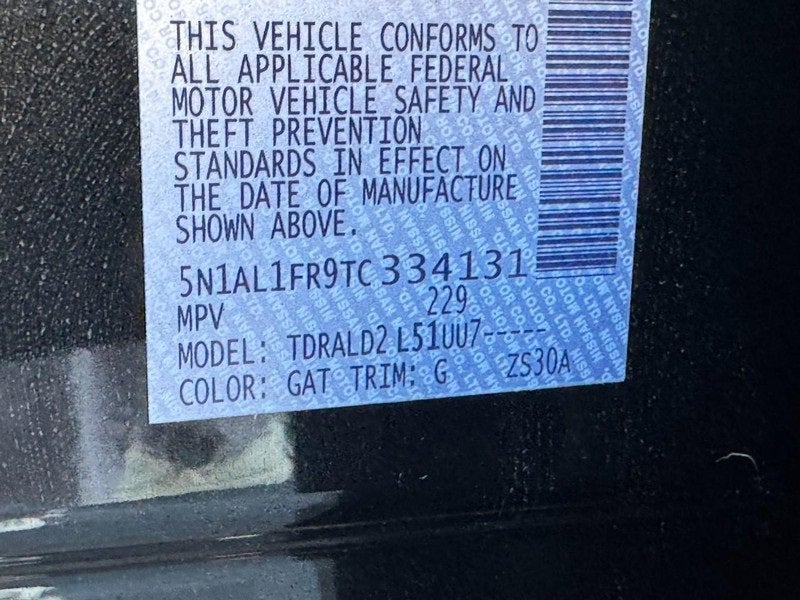 THIS VEHICLE CONFORMS TO
ALL APPLICABLE FEDERAL
MOTOR VEHICLE SAFETY AND
THEFT PREVENTION
STANDARDS IN EFFECT ON
THE DATE OF MANUFACTURE
SHOWN ABOVE.
5N1AL1FR9TC334131
MPV 229
MODEL: TDRALD2 L51UU7-----
COLOR: GAT TRIM: G ZS30A